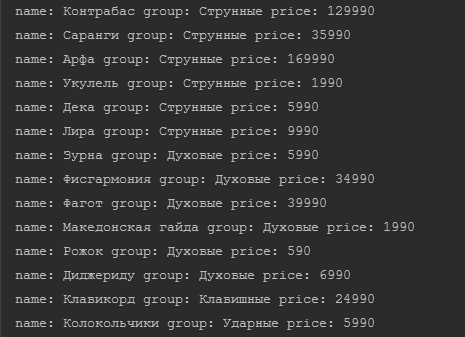 name: Контрабас group: Струнные price: 129990
name: Саранги group: Струнные price: 35990
name: Арфа group: Струнные price: 169990
name: Укулель group: Струнные price: 1990
name: Дека group: Струнные price: 5990
name: Лира group: Струнные price: 9990
name: Зурна group: Духовые price: 5990
name: Фисгармония group: Духовые price: 34990
name: Фагот group: Духовые price: 39990
name: Македонская гайда group: Духовые price: 1990
name: Рожок group: Духовые price: 590
name: Диджериду group: Духовые price: 6990
name: Клавикорд group: Клавишные price: 24990
name: Колокольчики group: Ударные price: 5990